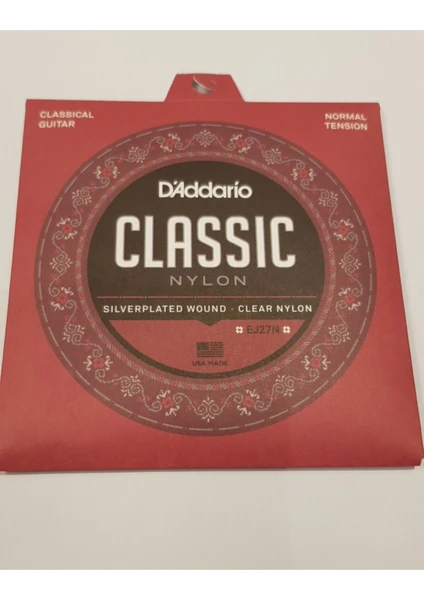 CLASSICAL
GUITAR
NORMAL
TENSION
D'Addario
CLASSIC
NYLON
SILVERPLATED WOUND · CLEAR NYLON
EJ27N
USA MADE